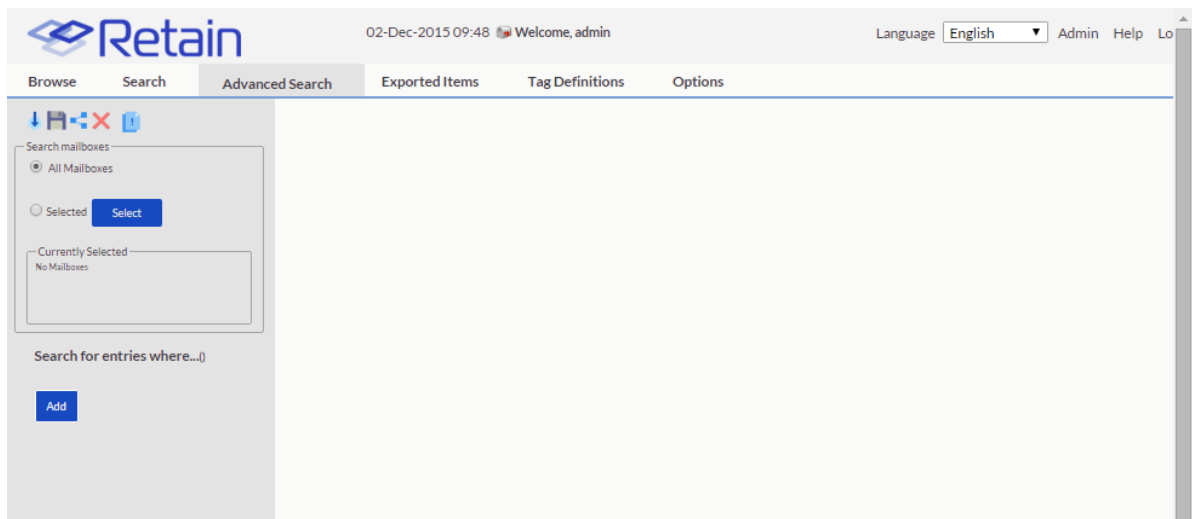 Retain
02-Dec-2015 09:48 Welcome, admin
Language English Admin Help Lo
Browse Search Advanced Search Exported Items Tag Definitions Options
Search mailboxes
All Mailboxes
Selected Select
Currently Selected
No Mailboxes
Search for entries where...()
Add